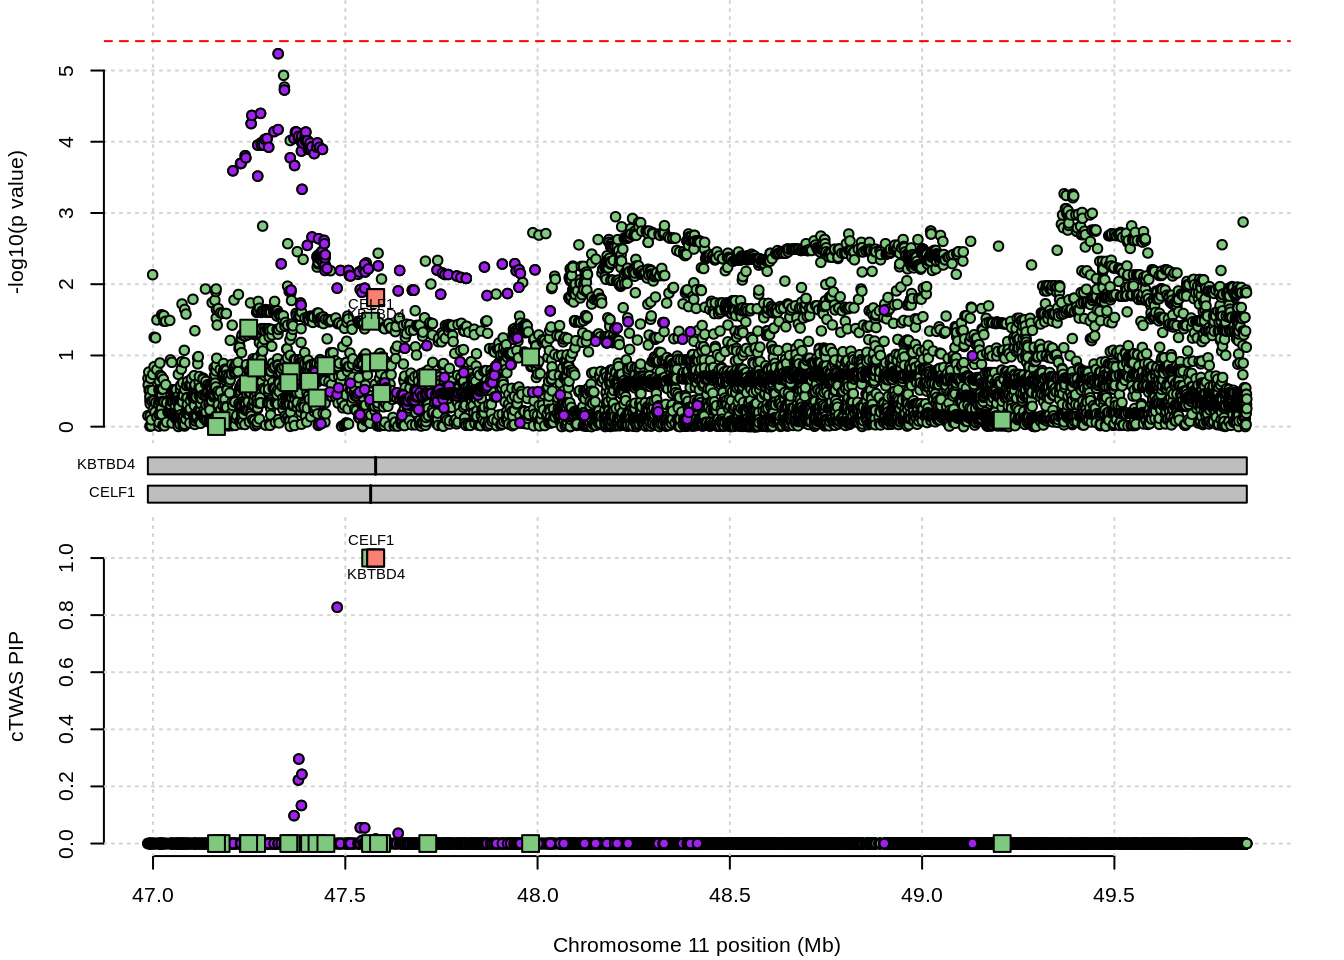 5
4
3
2
1
0
-log10(p value)
CELF1
KBTBD4
KBTBD4
CELF1
CELF1
KBTBD4
1.0
0.8
0.6
0.4
0.2
0.0
cTWAS PIP
47.0 47.5 48.0 48.5 49.0 49.5
Chromosome 11 position (Mb)